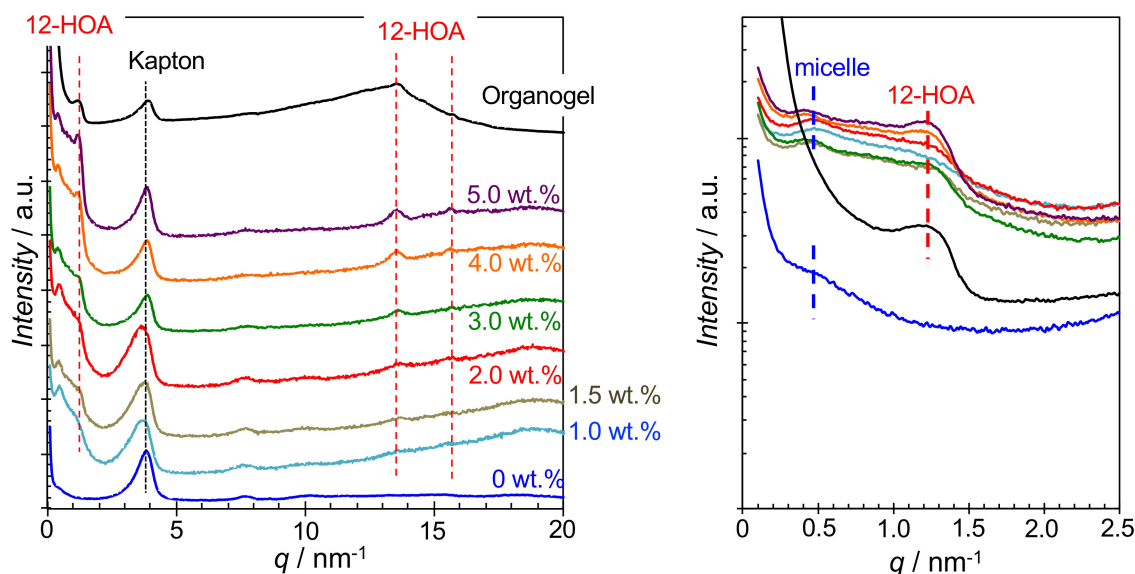 12-HOA
Kapton
12-HOA
Organogel
5.0 wt.%
4.0 wt.%
3.0 wt.%
2.0 wt.%
1.5 wt.%
1.0 wt.%
0 wt.%
Intensity / a.u.
0 5 10 15 20
q / nm⁻¹
micelle
12-HOA
Intensity / a.u.
0 0.5 1.0 1.5 2.0 2.5
q / nm⁻¹